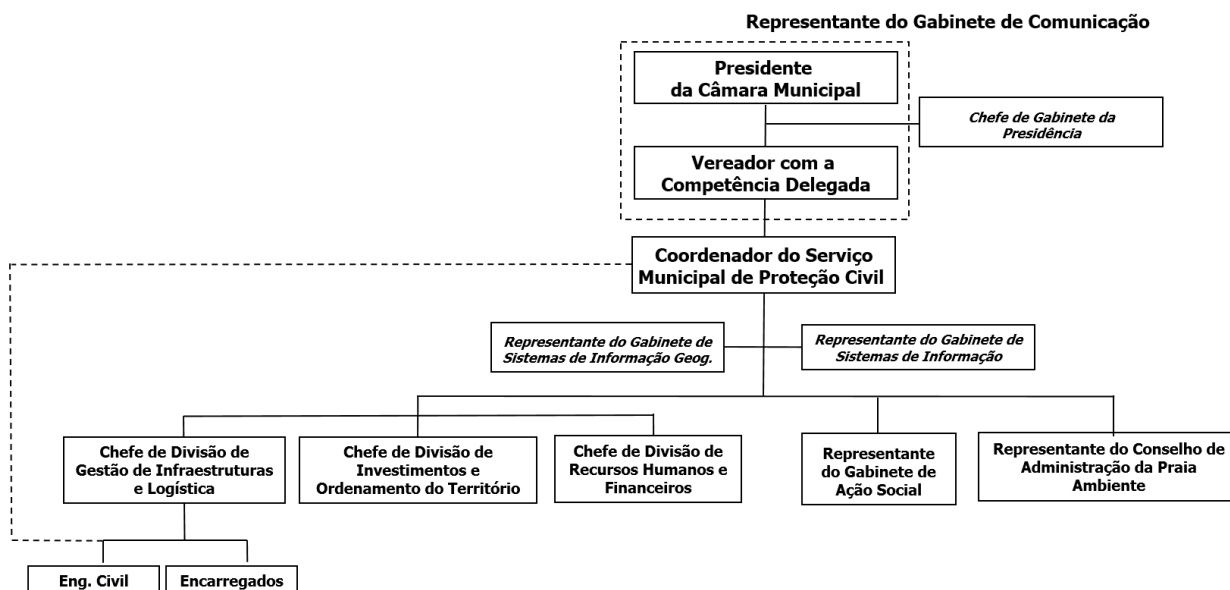 Representante do Gabinete de Comunicação
Presidente
da Câmara Municipal
Chefe de Gabinete da
Presidência
Vereador com a
Competência Delegada
Coordenador do Serviço
Municipal de Proteção Civil
Representante do Gabinete de
Sistemas de Informação Geog.
Representante do Gabinete de
Sistemas de Informação
Chefe de Divisão de
Gestão de Infraestruturas
e Logística
Chefe de Divisão de
Investimentos e
Ordenamento do Território
Chefe de Divisão de
Recursos Humanos e
Financeiros
Representante
do Gabinete de
Ação Social
Representante do Conselho de
Administração da Praia
Ambiente
Eng. Civil
Encarregados